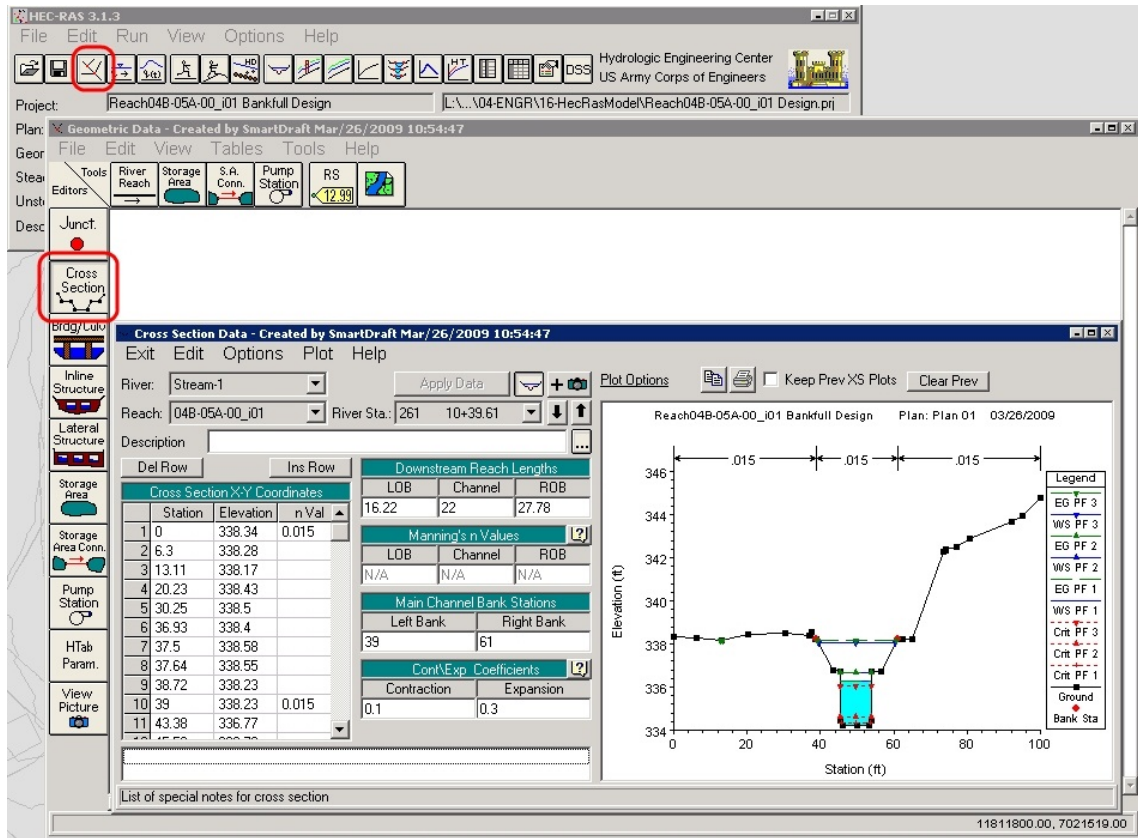 HEC-RAS 3.1.3
File Edit Run View Options Help
DSS
Hydrologic Engineering Center
US Army Corps of Engineers
Project: Reach04B-05A-00_i01 Bankfull Design L:\...\04-ENGR\16-HecRasModel\Reach04B-05A-00_i01 Design.prj
Plan:
Geor
Stea
Unst
Desc
Geometric Data - Created by SmartDraft Mar/26/2009 10:54:47
File Edit View Tables Tools Help
Tools
Editors
River Reach
Storage Area
S.A. Conn.
Pump Station
RS
12.99
Junct.
Cross Section
Brdg/Culv
Inline Structure
Lateral Structure
Storage Area
Storage Area Conn.
Pump Station
HTab Param.
View Picture
Cross Section Data - Created by SmartDraft Mar/26/2009 10:54:47
Exit Edit Options Plot Help
River: Stream-1 Apply Data
Reach: 04B-05A-00_i01 River Sta.: 261 10+39.61
Description ...
Del Row Ins Row
Cross Section X-Y Coordinates
Station Elevation n Val
1 0 338.34 0.015
2 6.3 338.28
3 13.11 338.17
4 20.23 338.43
5 30.25 338.5
6 36.93 338.4
7 37.5 338.58
8 37.64 338.55
9 38.72 338.23
10 39 338.23 0.015
11 43.38 336.77
Downstream Reach Lengths
LOB Channel ROB
16.22 22 27.78
Manning's n Values
LOB Channel ROB
N/A N/A N/A
Main Channel Bank Stations
Left Bank Right Bank
39 61
Cont\Exp Coefficients
Contraction Expansion
0.1 0.3
List of special notes for cross section
Plot Options Keep Prev XS Plots Clear Prev
Reach04B-05A-00_i01 Bankfull Design Plan: Plan 01 03/26/2009
.015 .015 .015
346
344
342
340
338
336
334
Elevation (ft)
0 20 40 60 80 100
Station (ft)
Legend
EG PF 3
WS PF 3
EG PF 2
WS PF 2
EG PF 1
WS PF 1
Crit PF 3
Crit PF 2
Crit PF 1
Ground
Bank Sta
11811800.00, 7021519.00